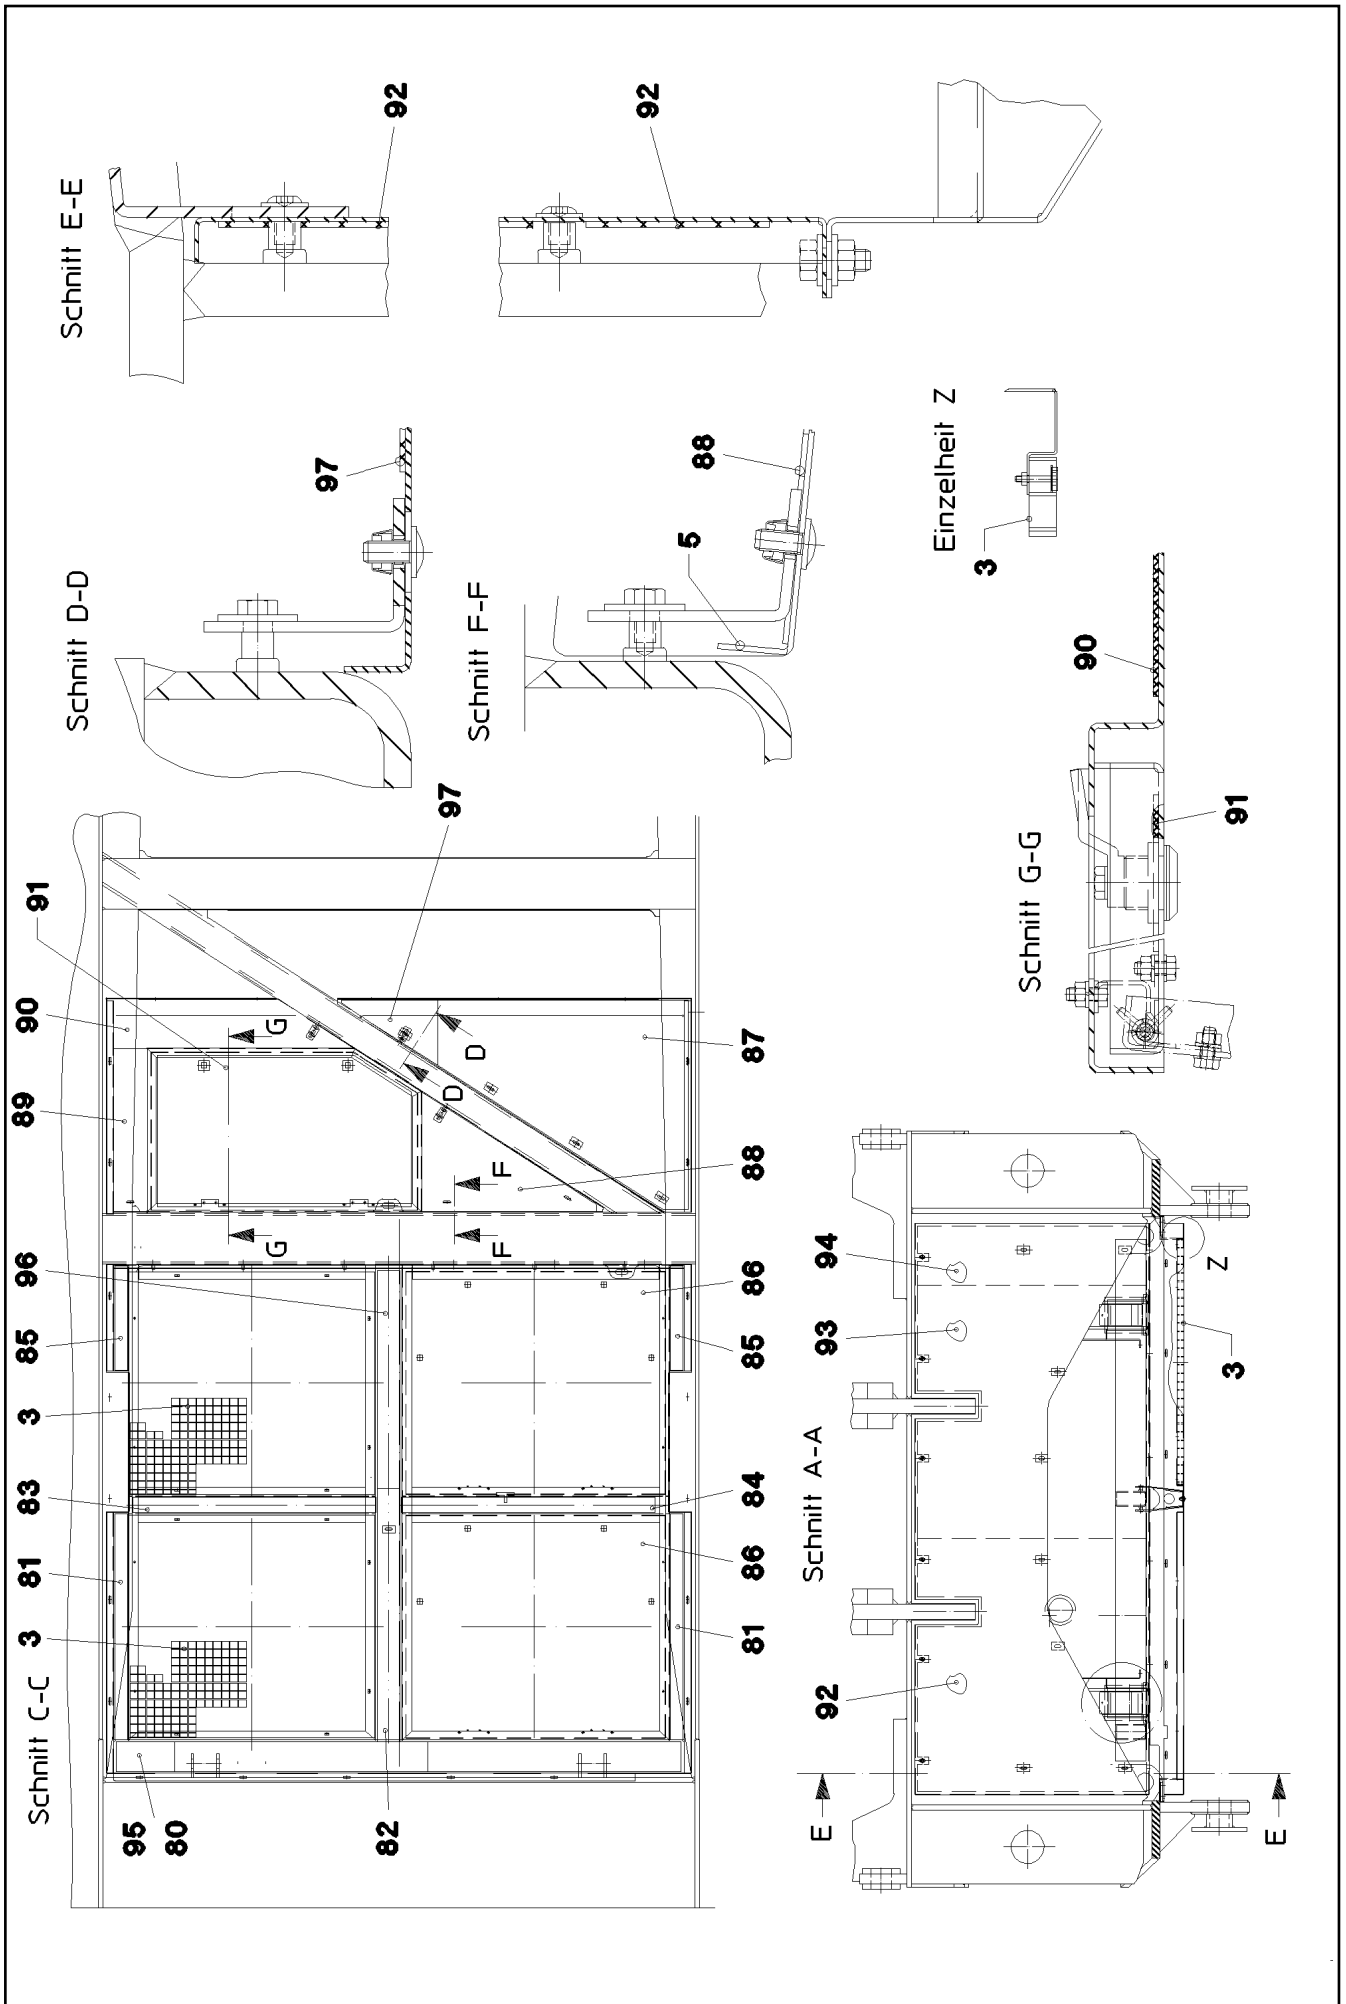 Schnitt E-E
92
92
Schnitt D-D
97
Schnitt F-F
5
88
Einzelheit Z
3
Schnitt G-G
90
91
Schnitt C-C
95
80
3
81
83
3
85
89
90
91
97
82
96
G
G
F
F
D
D
81
86
84
85
86
88
87
Schnitt A-A
92
93
94
E
E
Z
3